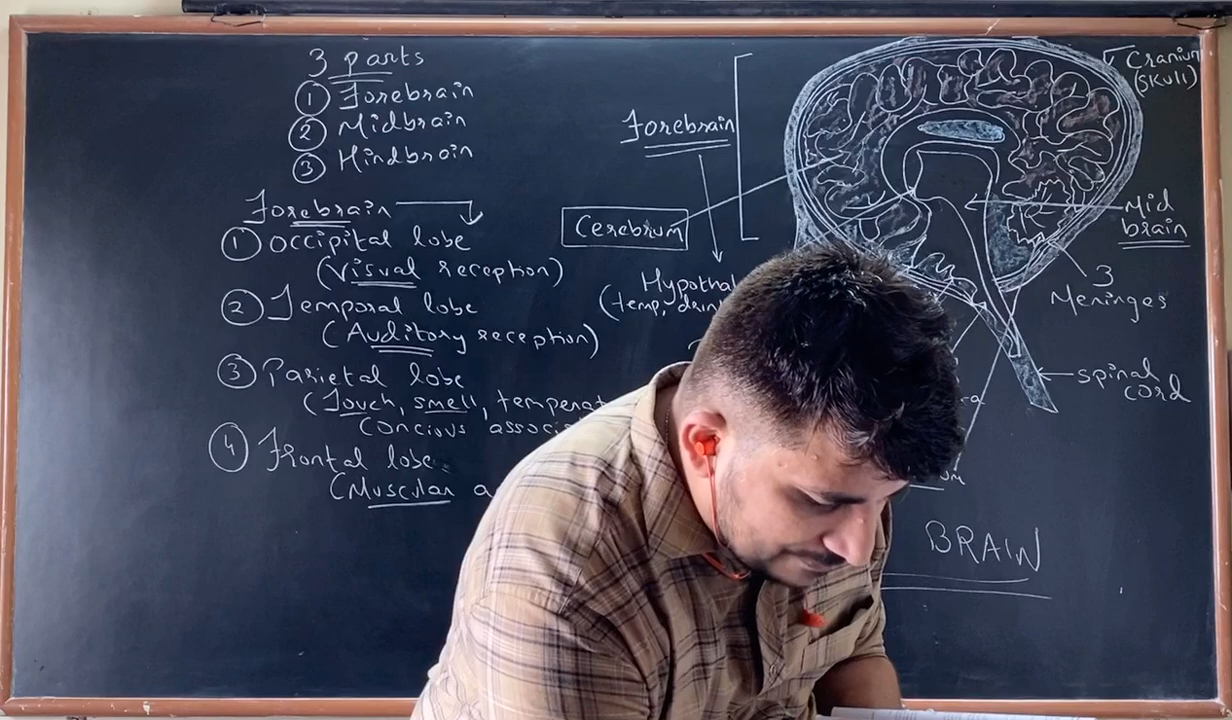 3 parts
① Forebrain
② Midbrain
③ Hindbrain
Forebrain
① Occipital lobe
(Visual reception)
② Temporal lobe
(Auditory reception)
③ Parietal lobe
(Touch, smell, temperat
Concious associ
④ Frontal lobe
(Muscular a
Forebrain
Cerebrum
Hypothal
(temp, drin
Cranium
(Skull)
Mid
brain
3
Meninges
spinal
cord
um
BRAIN